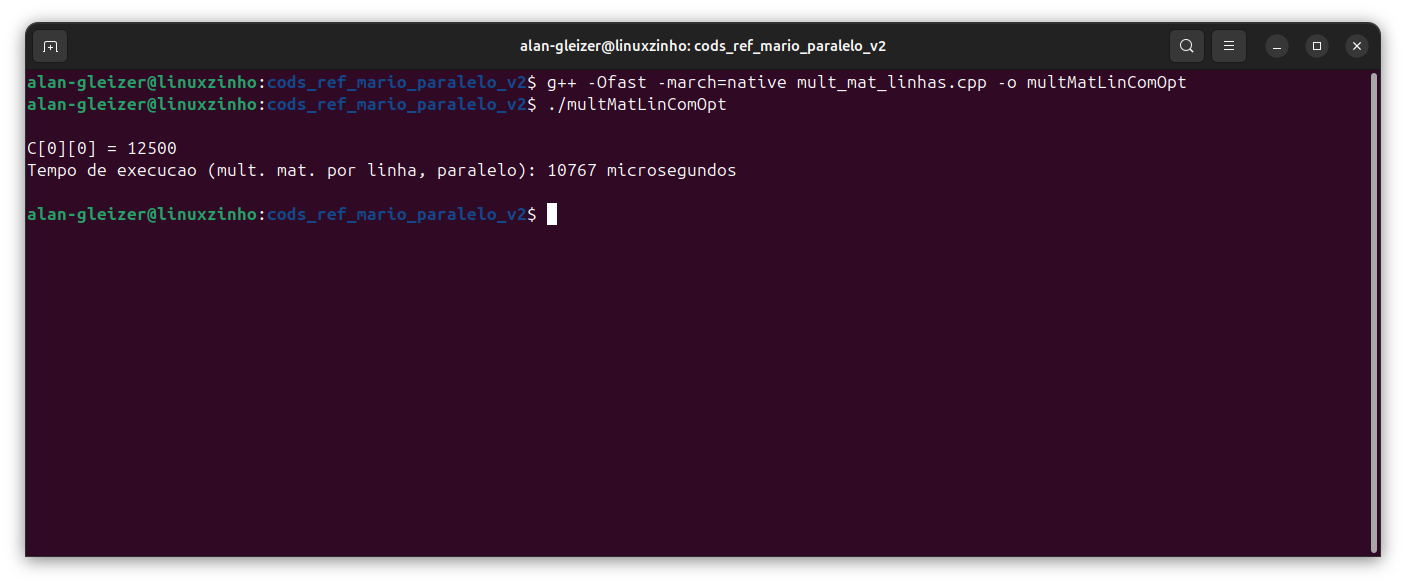 alan-gleizer@linuxzinho: cods_ref_mario_paralelo_v2
alan-gleizer@linuxzinho:cods_ref_mario_paralelo_v2$ g++ -Ofast -march=native mult_mat_linhas.cpp -o multMatLinComOpt
alan-gleizer@linuxzinho:cods_ref_mario_paralelo_v2$ ./multMatLinComOpt
C[0][0] = 12500
Tempo de execucao (mult. mat. por linha, paralelo): 10767 microsegundos
alan-gleizer@linuxzinho:cods_ref_mario_paralelo_v2$